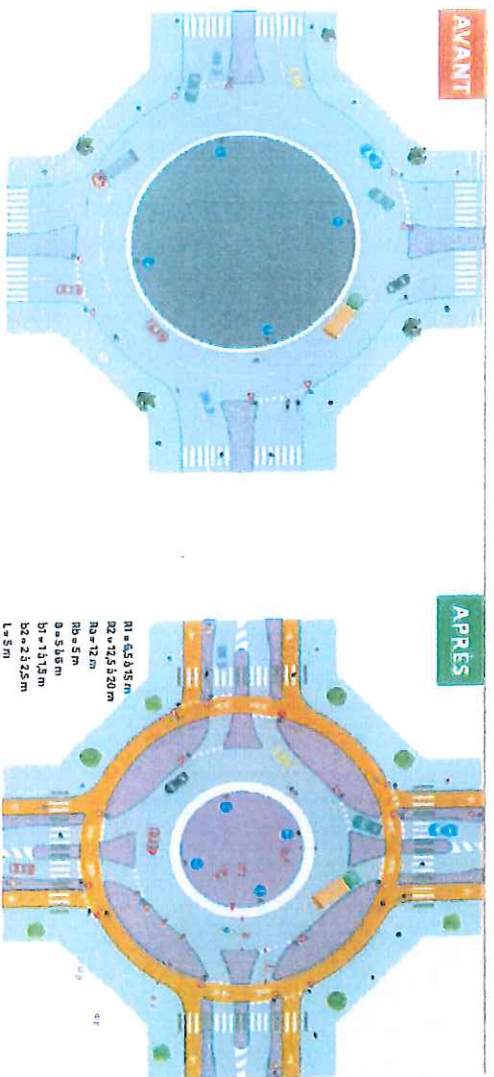 AVANT
APRÈS
R1 = 6,5 à 15 m
R2 = 12,5 à 20 m
Ra = 12 m
Rb = 5 m
B = 5 à 6 m
b1 = 1 à 1,5 m
b2 = 2 à 2,5 m
L = 5 m